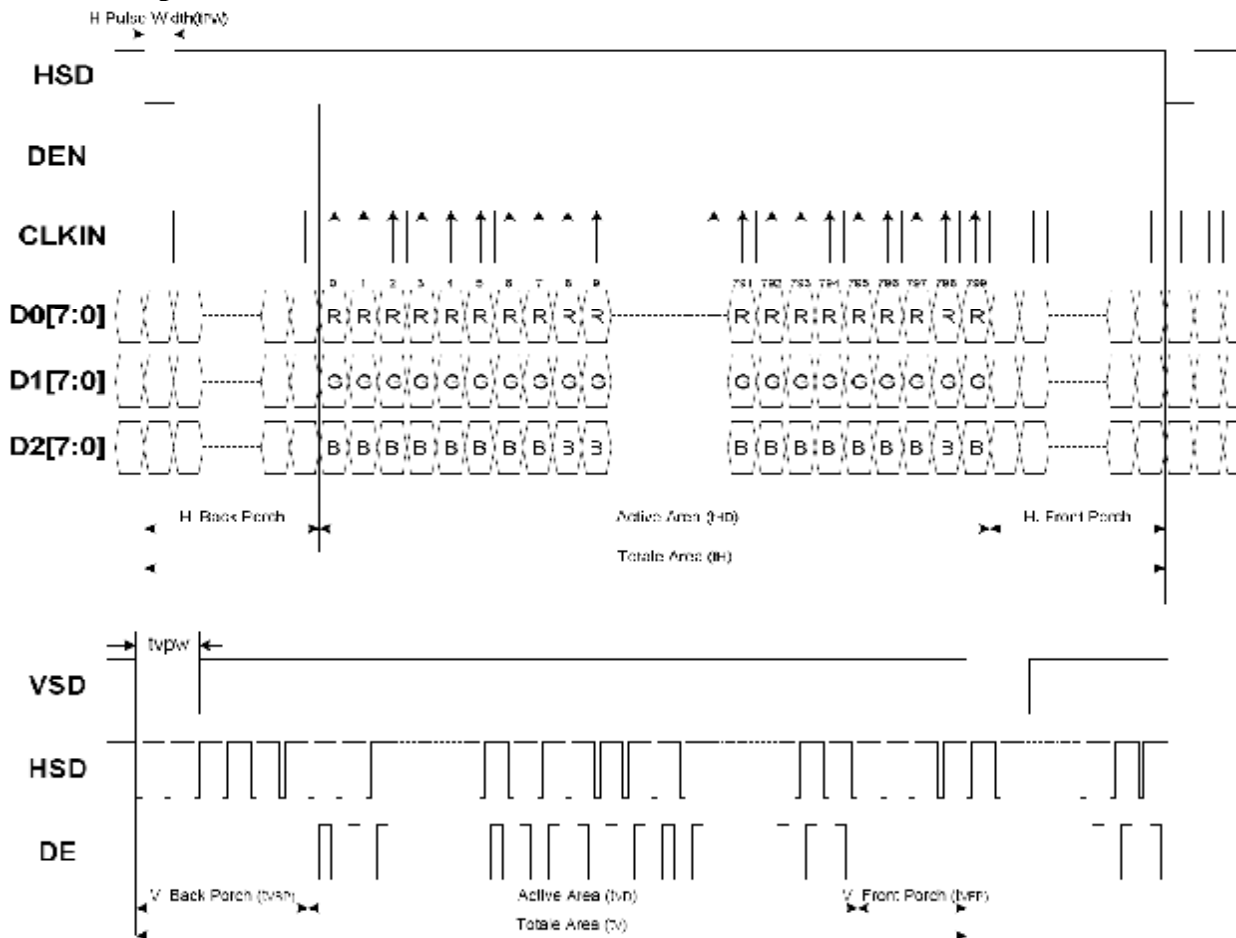 H Pulse Width(tPW)
HSD
DEN
CLKIN
0 1 2 3 4 5 6 7 8 9 791 792 793 794 795 796 797 798 799
D0[7:0] R R R R R R R R R R R R R R R R R R R
D1[7:0] G G G G G G G G G G G G G G G G G G G
D2[7:0] B B B B B B B B B B B B B B B B B B B
H. Back Porch Active Area (tHD) H. Front Porch
Totale Area (tH)
tvpw
VSD
HSD
DE
V. Back Porch (tVBP) Active Area (tVD) V. Front Porch (tVFP)
Totale Area (tV)